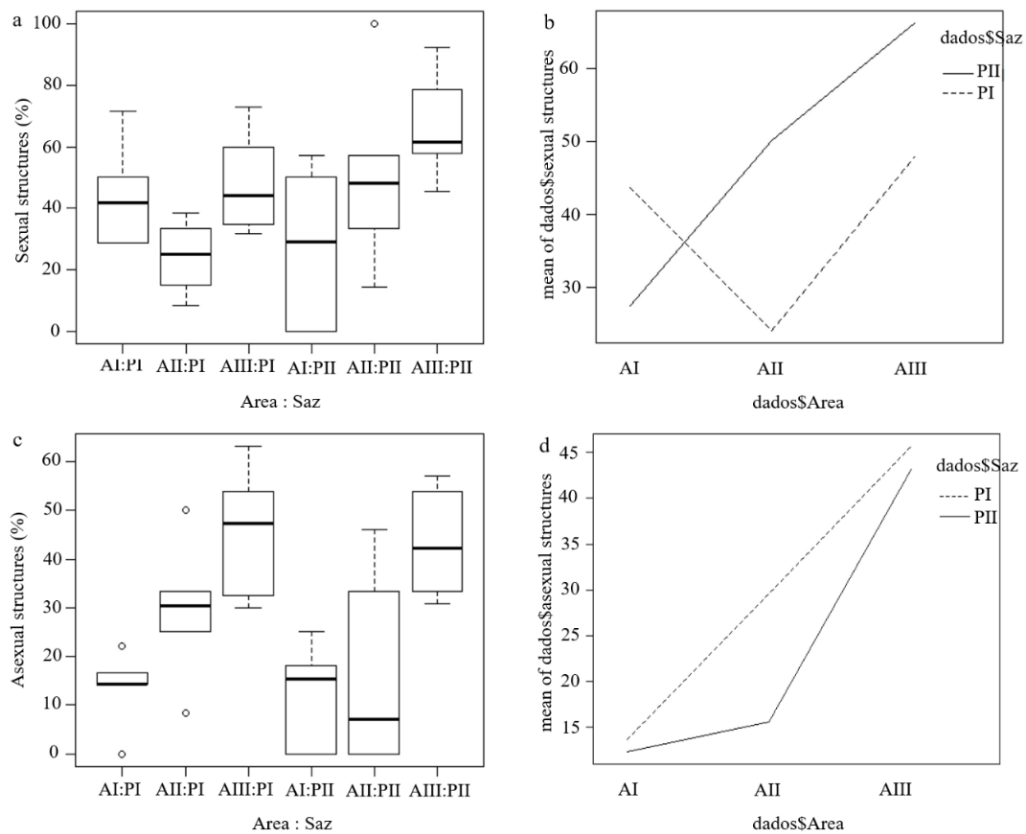 a
100
80
60
40
20
0
Sexual structures (%)
AI:PI AII:PI AIII:PI AI:PII AII:PII AIII:PII
Area : Saz
b
dados$Saz
PII
PI
60
50
40
30
mean of dados$sexual structures
AI AII AIII
dados$Area
c
60
50
40
30
20
10
0
Asexual structures (%)
AI:PI AII:PI AIII:PI AI:PII AII:PII AIII:PII
Area : Saz
d
dados$Saz
PI
PII
45
40
35
30
25
20
15
mean of dados$asexual structures
AI AII AIII
dados$Area